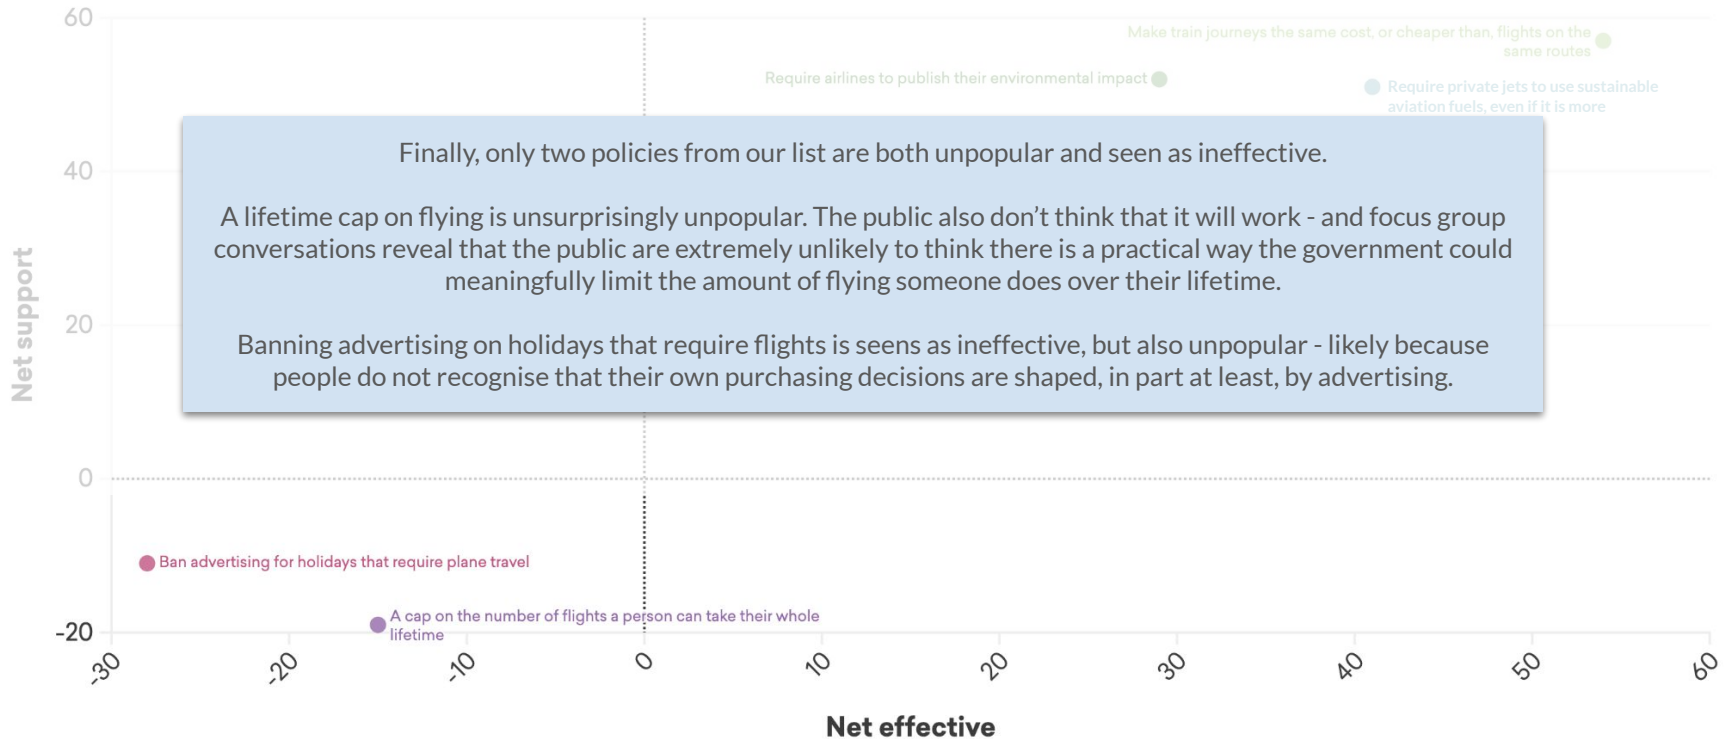 60
Make train journeys the same cost, or cheaper than, flights on the
same routes
Require airlines to publish their environmental impact
Require private jets to use sustainable
aviation fuels, even if it is more
Finally, only two policies from our list are both unpopular and seen as ineffective.
40
A lifetime cap on flying is unsurprisingly unpopular. The public also don’t think that it will work - and focus group
conversations reveal that the public are extremely unlikely to think there is a practical way the government could
meaningfully limit the amount of flying someone does over their lifetime.
Net support
20
Banning advertising on holidays that require flights is seens as ineffective, but also unpopular - likely because
people do not recognise that their own purchasing decisions are shaped, in part at least, by advertising.
0
Ban advertising for holidays that require plane travel
A cap on the number of flights a person can take their whole
lifetime
-20
-30 -20 -10 0 10 20 30 40 50 60
Net effective